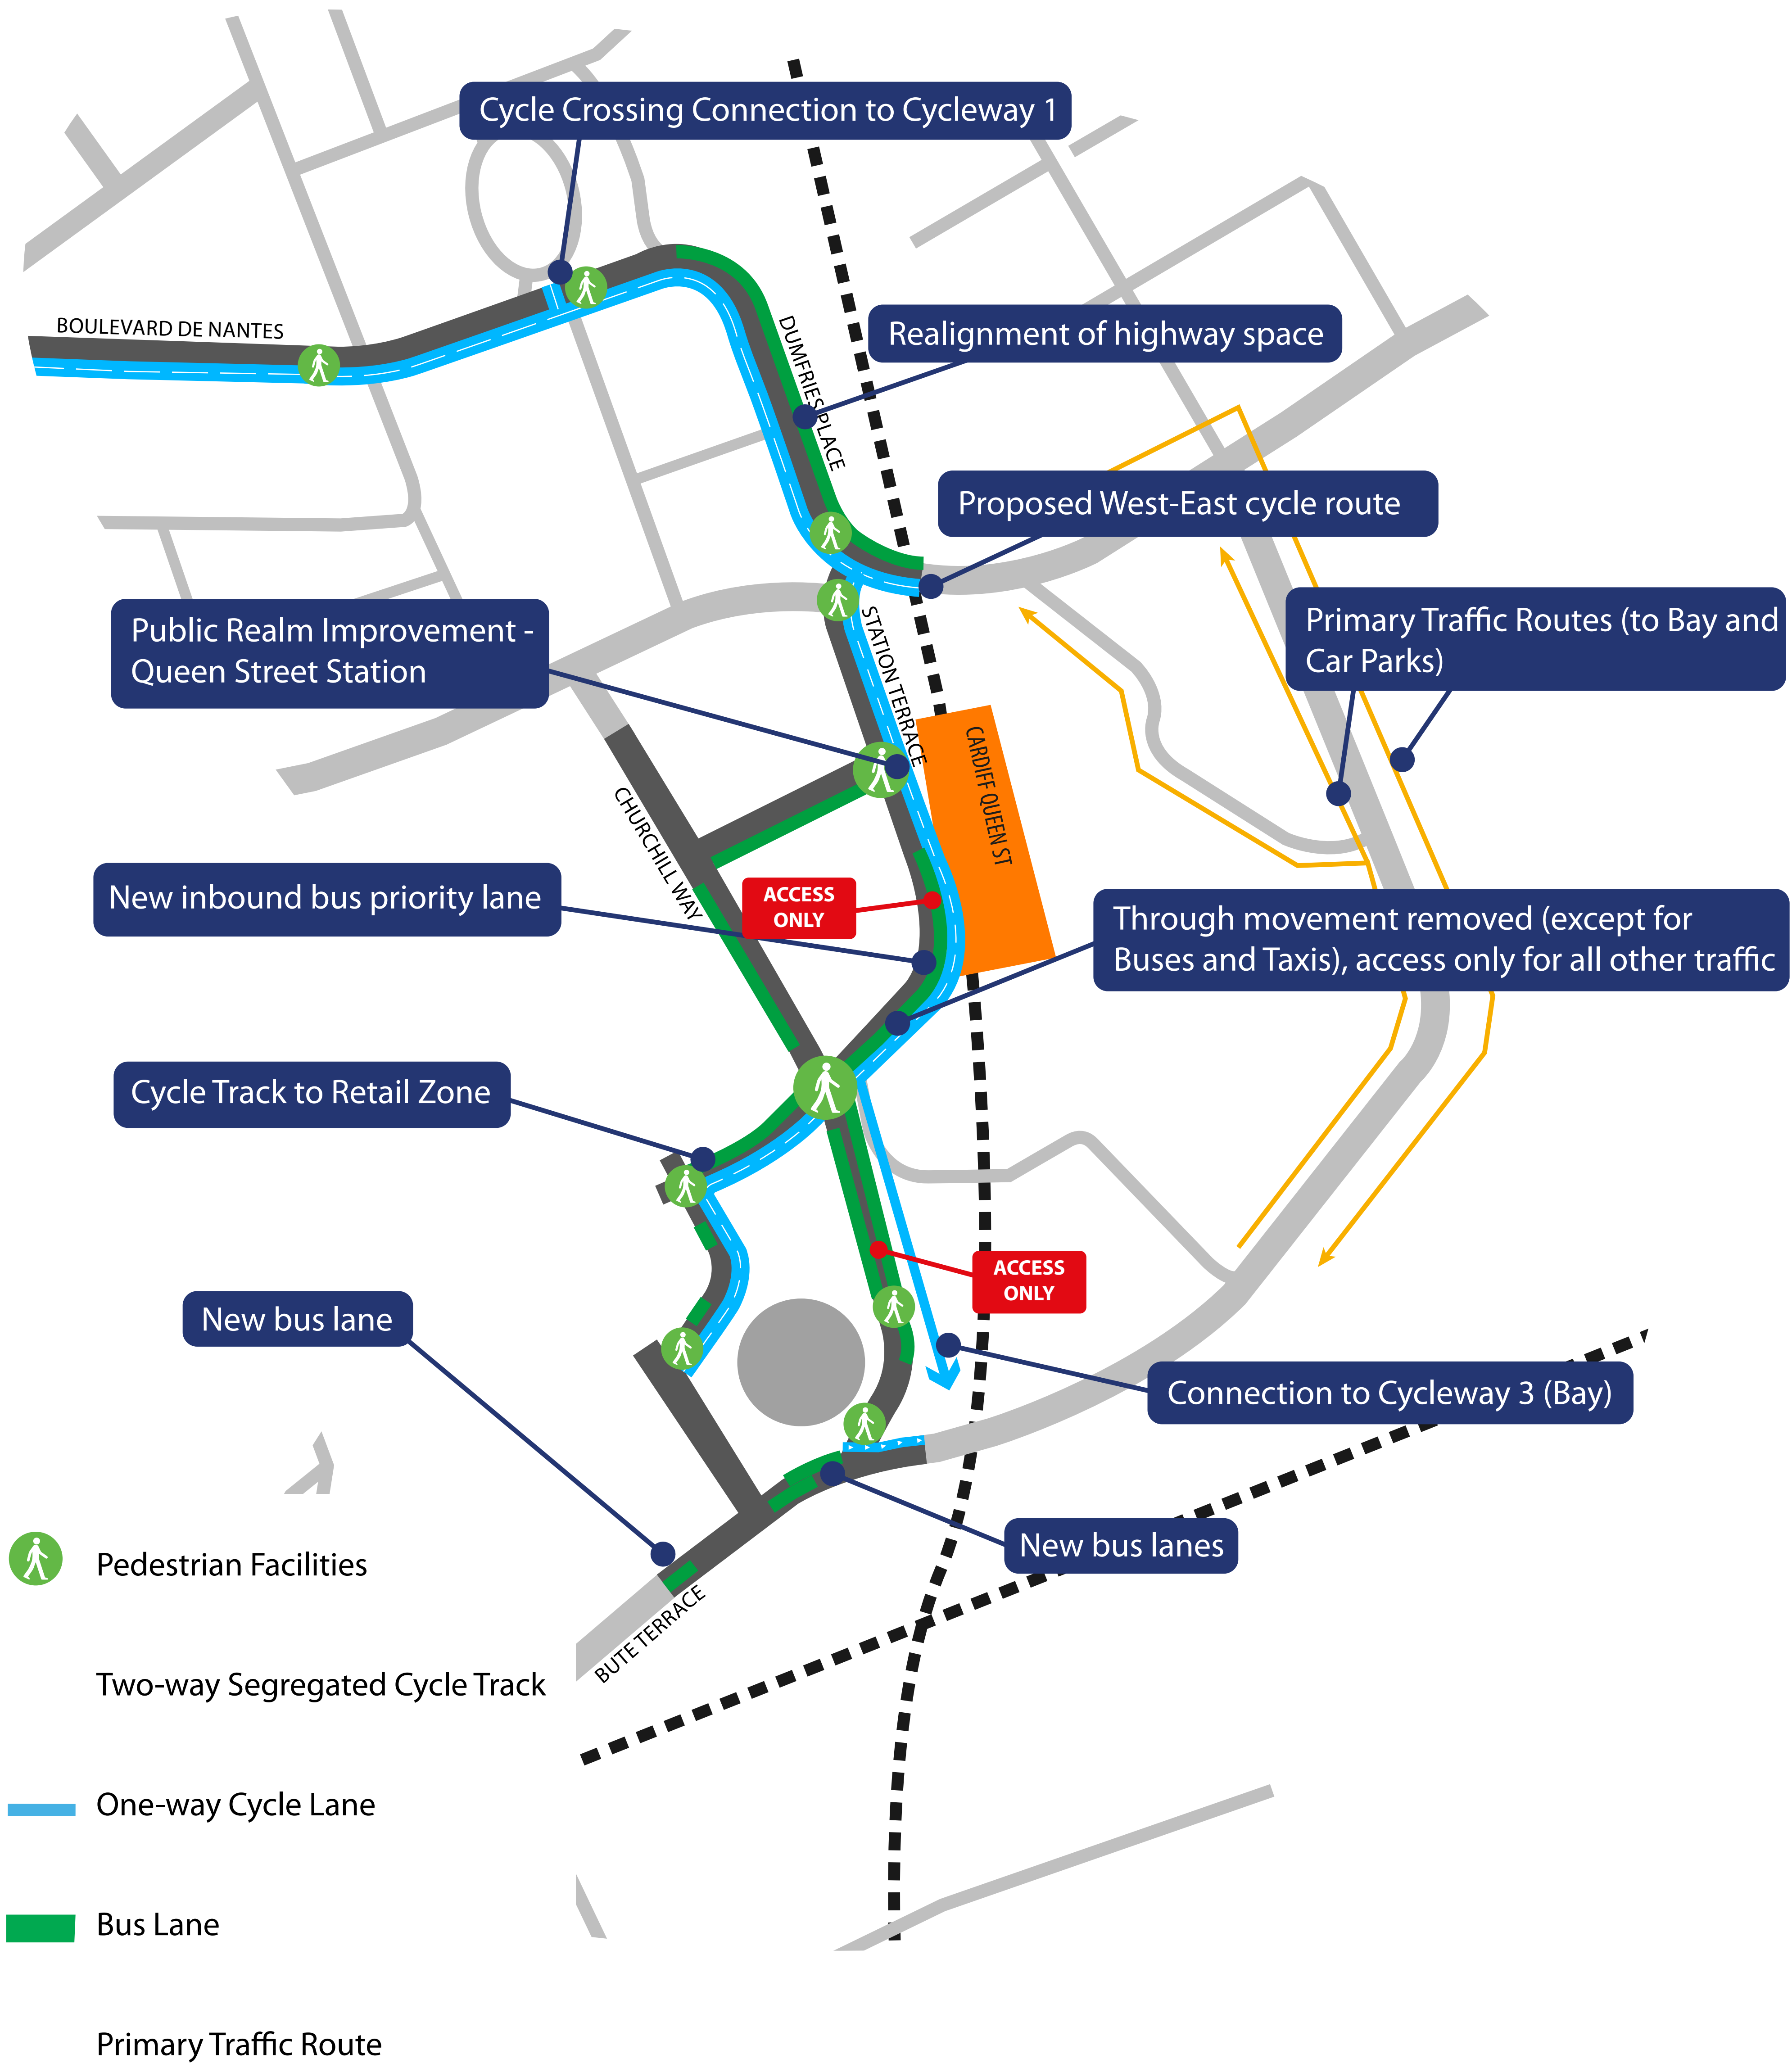 Cycle Crossing Connection to Cycleway 1
BOULEVARD DE NANTES
DUMFRIES PLACE
Realignment of highway space
Proposed West-East cycle route
Public Realm Improvement -
Queen Street Station
STATION TERRACE
Primary Traffic Routes (to Bay and
Car Parks)
CARDIFF QUEEN ST
CHURCHILL WAY
New inbound bus priority lane
ACCESS
ONLY
Through movement removed (except for
Buses and Taxis), access only for all other traffic
Cycle Track to Retail Zone
ACCESS
ONLY
New bus lane
Connection to Cycleway 3 (Bay)
New bus lanes
BUTE TERRACE
Pedestrian Facilities
Two-way Segregated Cycle Track
One-way Cycle Lane
Bus Lane
Primary Traffic Route